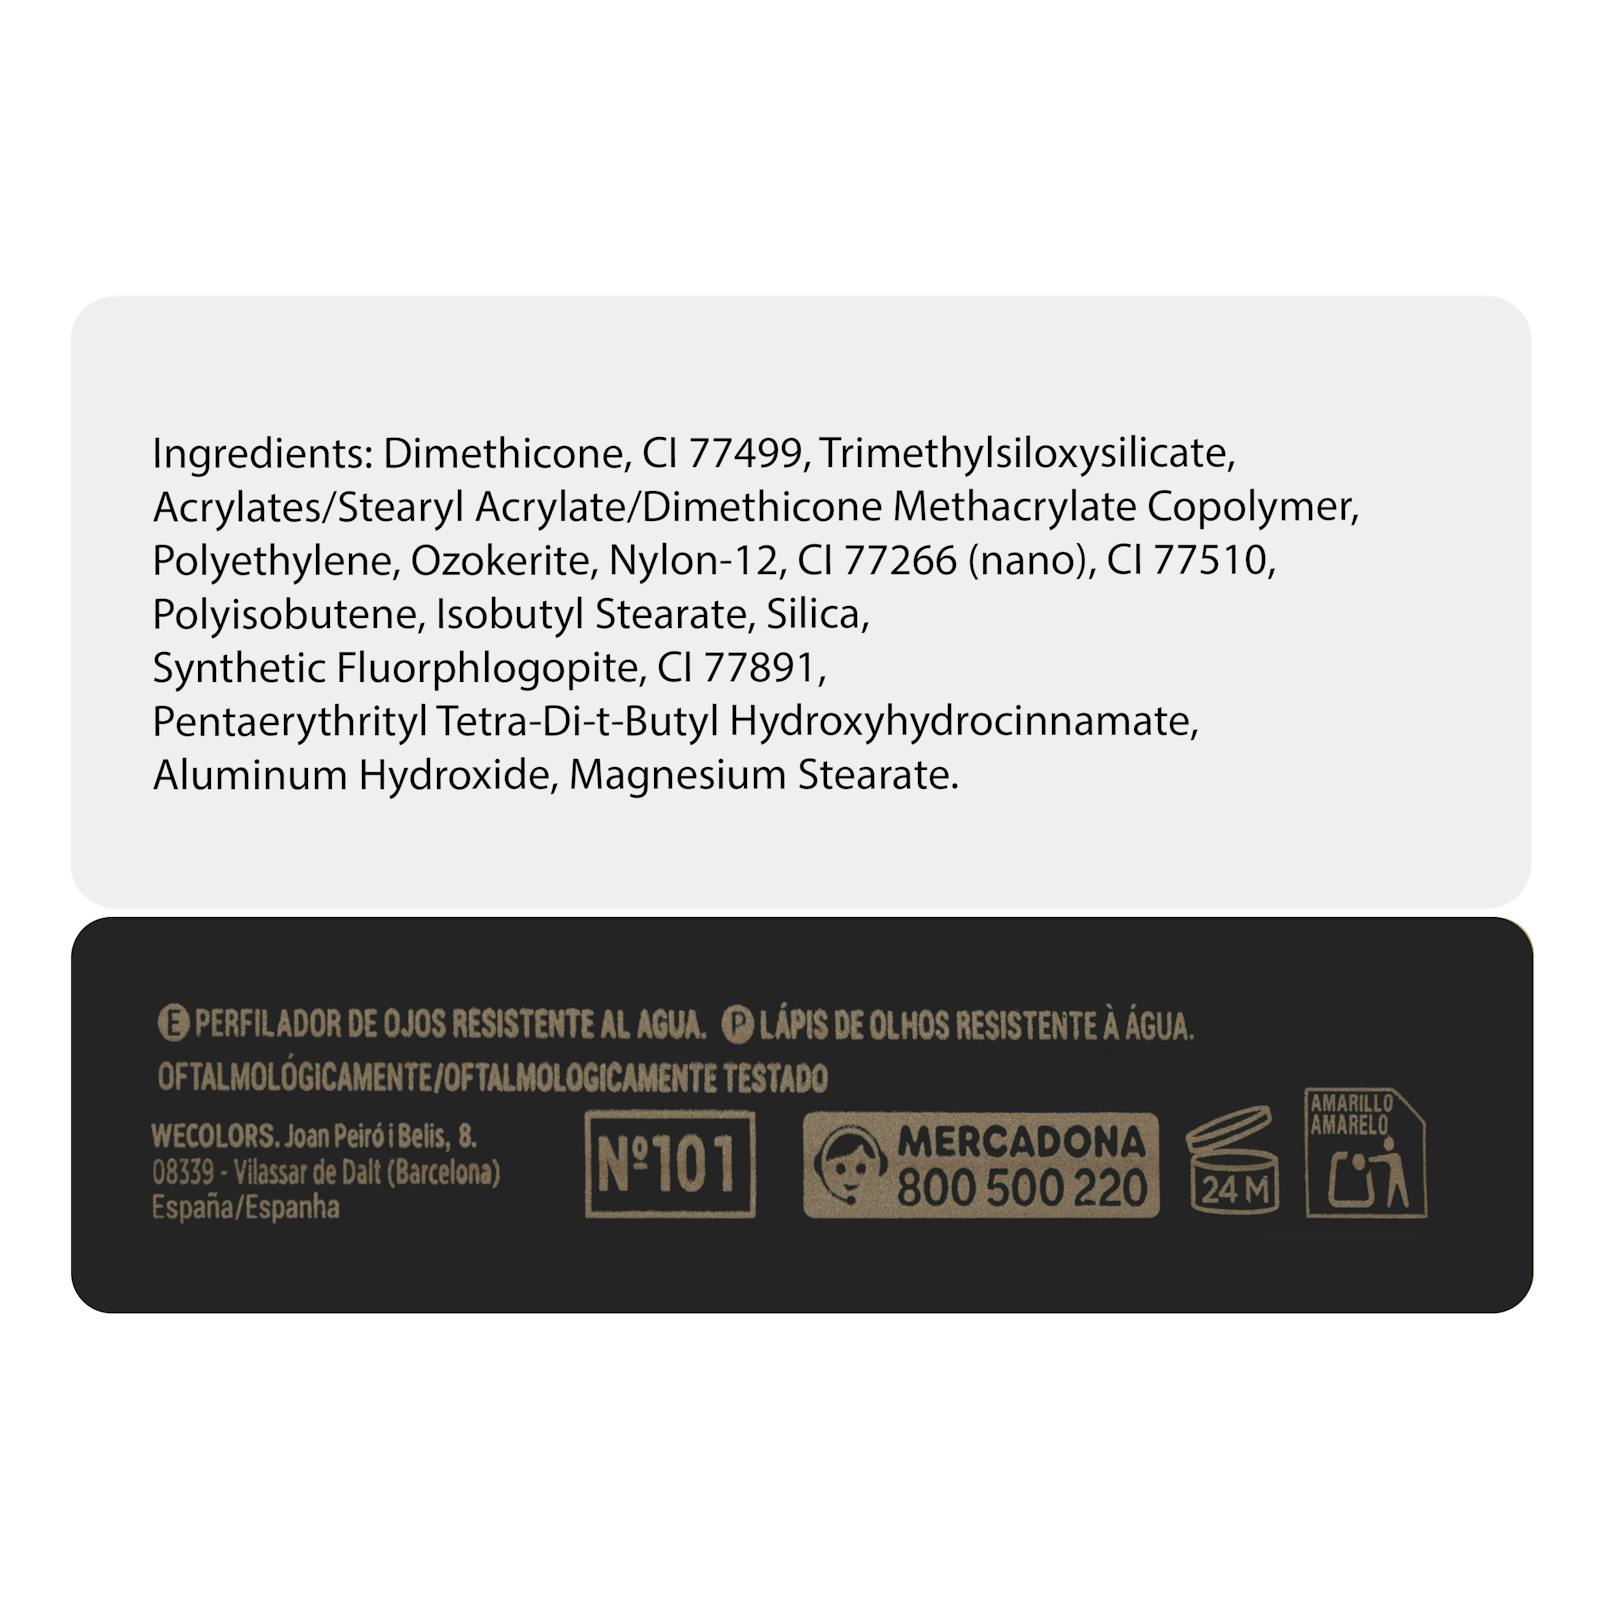 Ingredients: Dimethicone, CI 77499, Trimethylsiloxysilicate,
Acrylates/Stearyl Acrylate/Dimethicone Methacrylate Copolymer,
Polyethylene, Ozokerite, Nylon-12, CI 77266 (nano), CI 77510,
Polyisobutene, Isobutyl Stearate, Silica,
Synthetic Fluorphlogopite, CI 77891,
Pentaerythrityl Tetra-Di-t-Butyl Hydroxyhydrocinnamate,
Aluminum Hydroxide, Magnesium Stearate.
E PERFILADOR DE OJOS RESISTENTE AL AGUA. P LÁPIS DE OLHOS RESISTENTE À ÁGUA.
OFTALMOLÓGICAMENTE/OFTALMOLOGICAMENTE TESTADO
WECOLORS. Joan Peiró i Belis, 8.
08339 - Vilassar de Dalt (Barcelona)
España/Espanha
Nº101
MERCADONA
800 500 220
24 M
AMARILLO
AMARELO